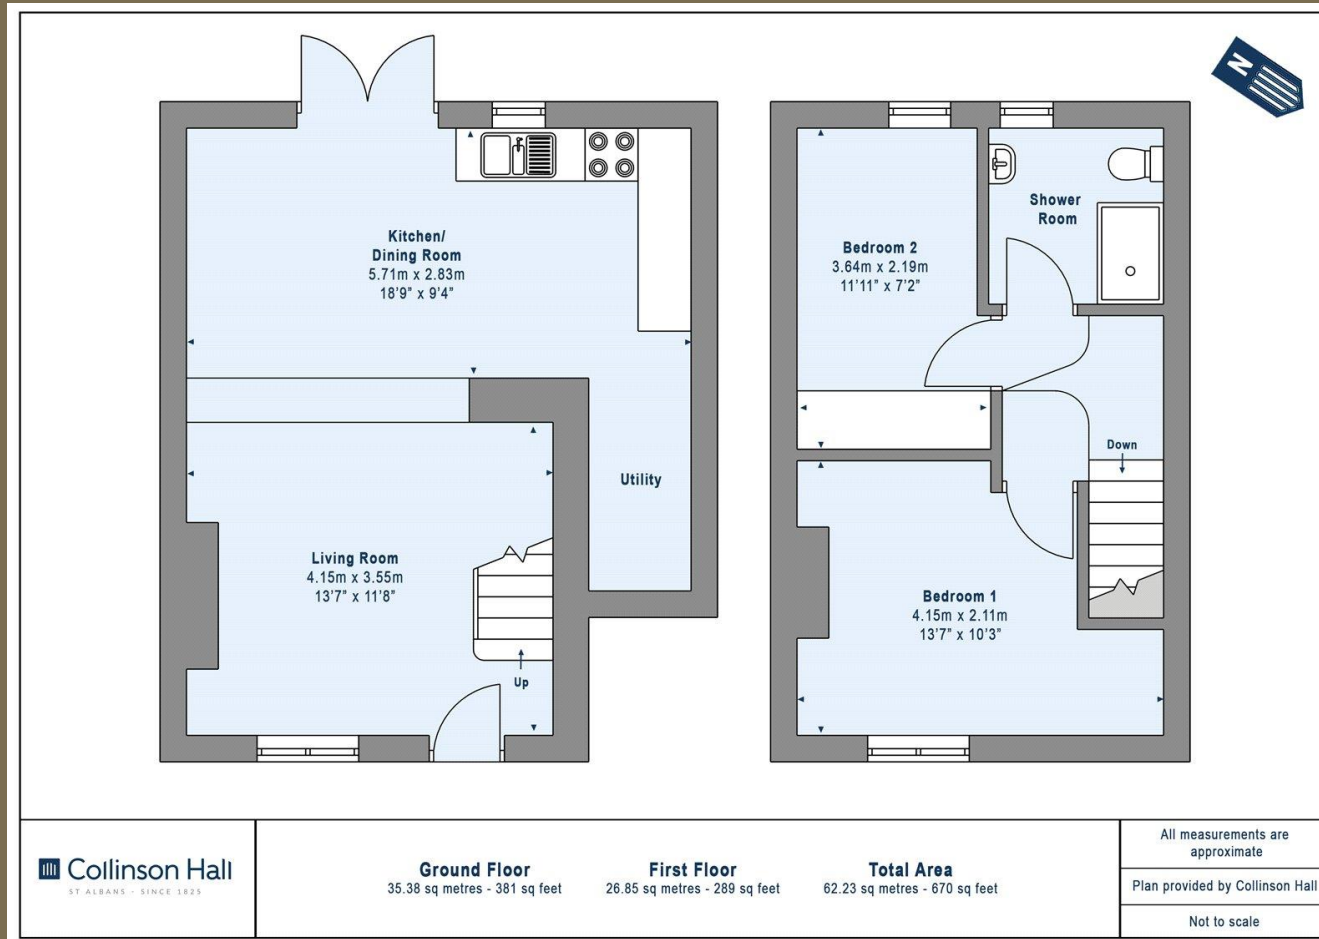 N
Kitchen/
Dining Room
5.71m x 2.83m
18'9" x 9'4"
Utility
Living Room
4.15m x 3.55m
13'7" x 11'8"
Up
Bedroom 2
3.64m x 2.19m
11'11" x 7'2"
Shower
Room
Down
Bedroom 1
4.15m x 2.11m
13'7" x 10'3"
Collinson Hall
ST ALBANS - SINCE 1825
Ground Floor
35.38 sq metres - 381 sq feet
First Floor
26.85 sq metres - 289 sq feet
Total Area
62.23 sq metres - 670 sq feet
All measurements are
approximate
Plan provided by Collinson Hall
Not to scale